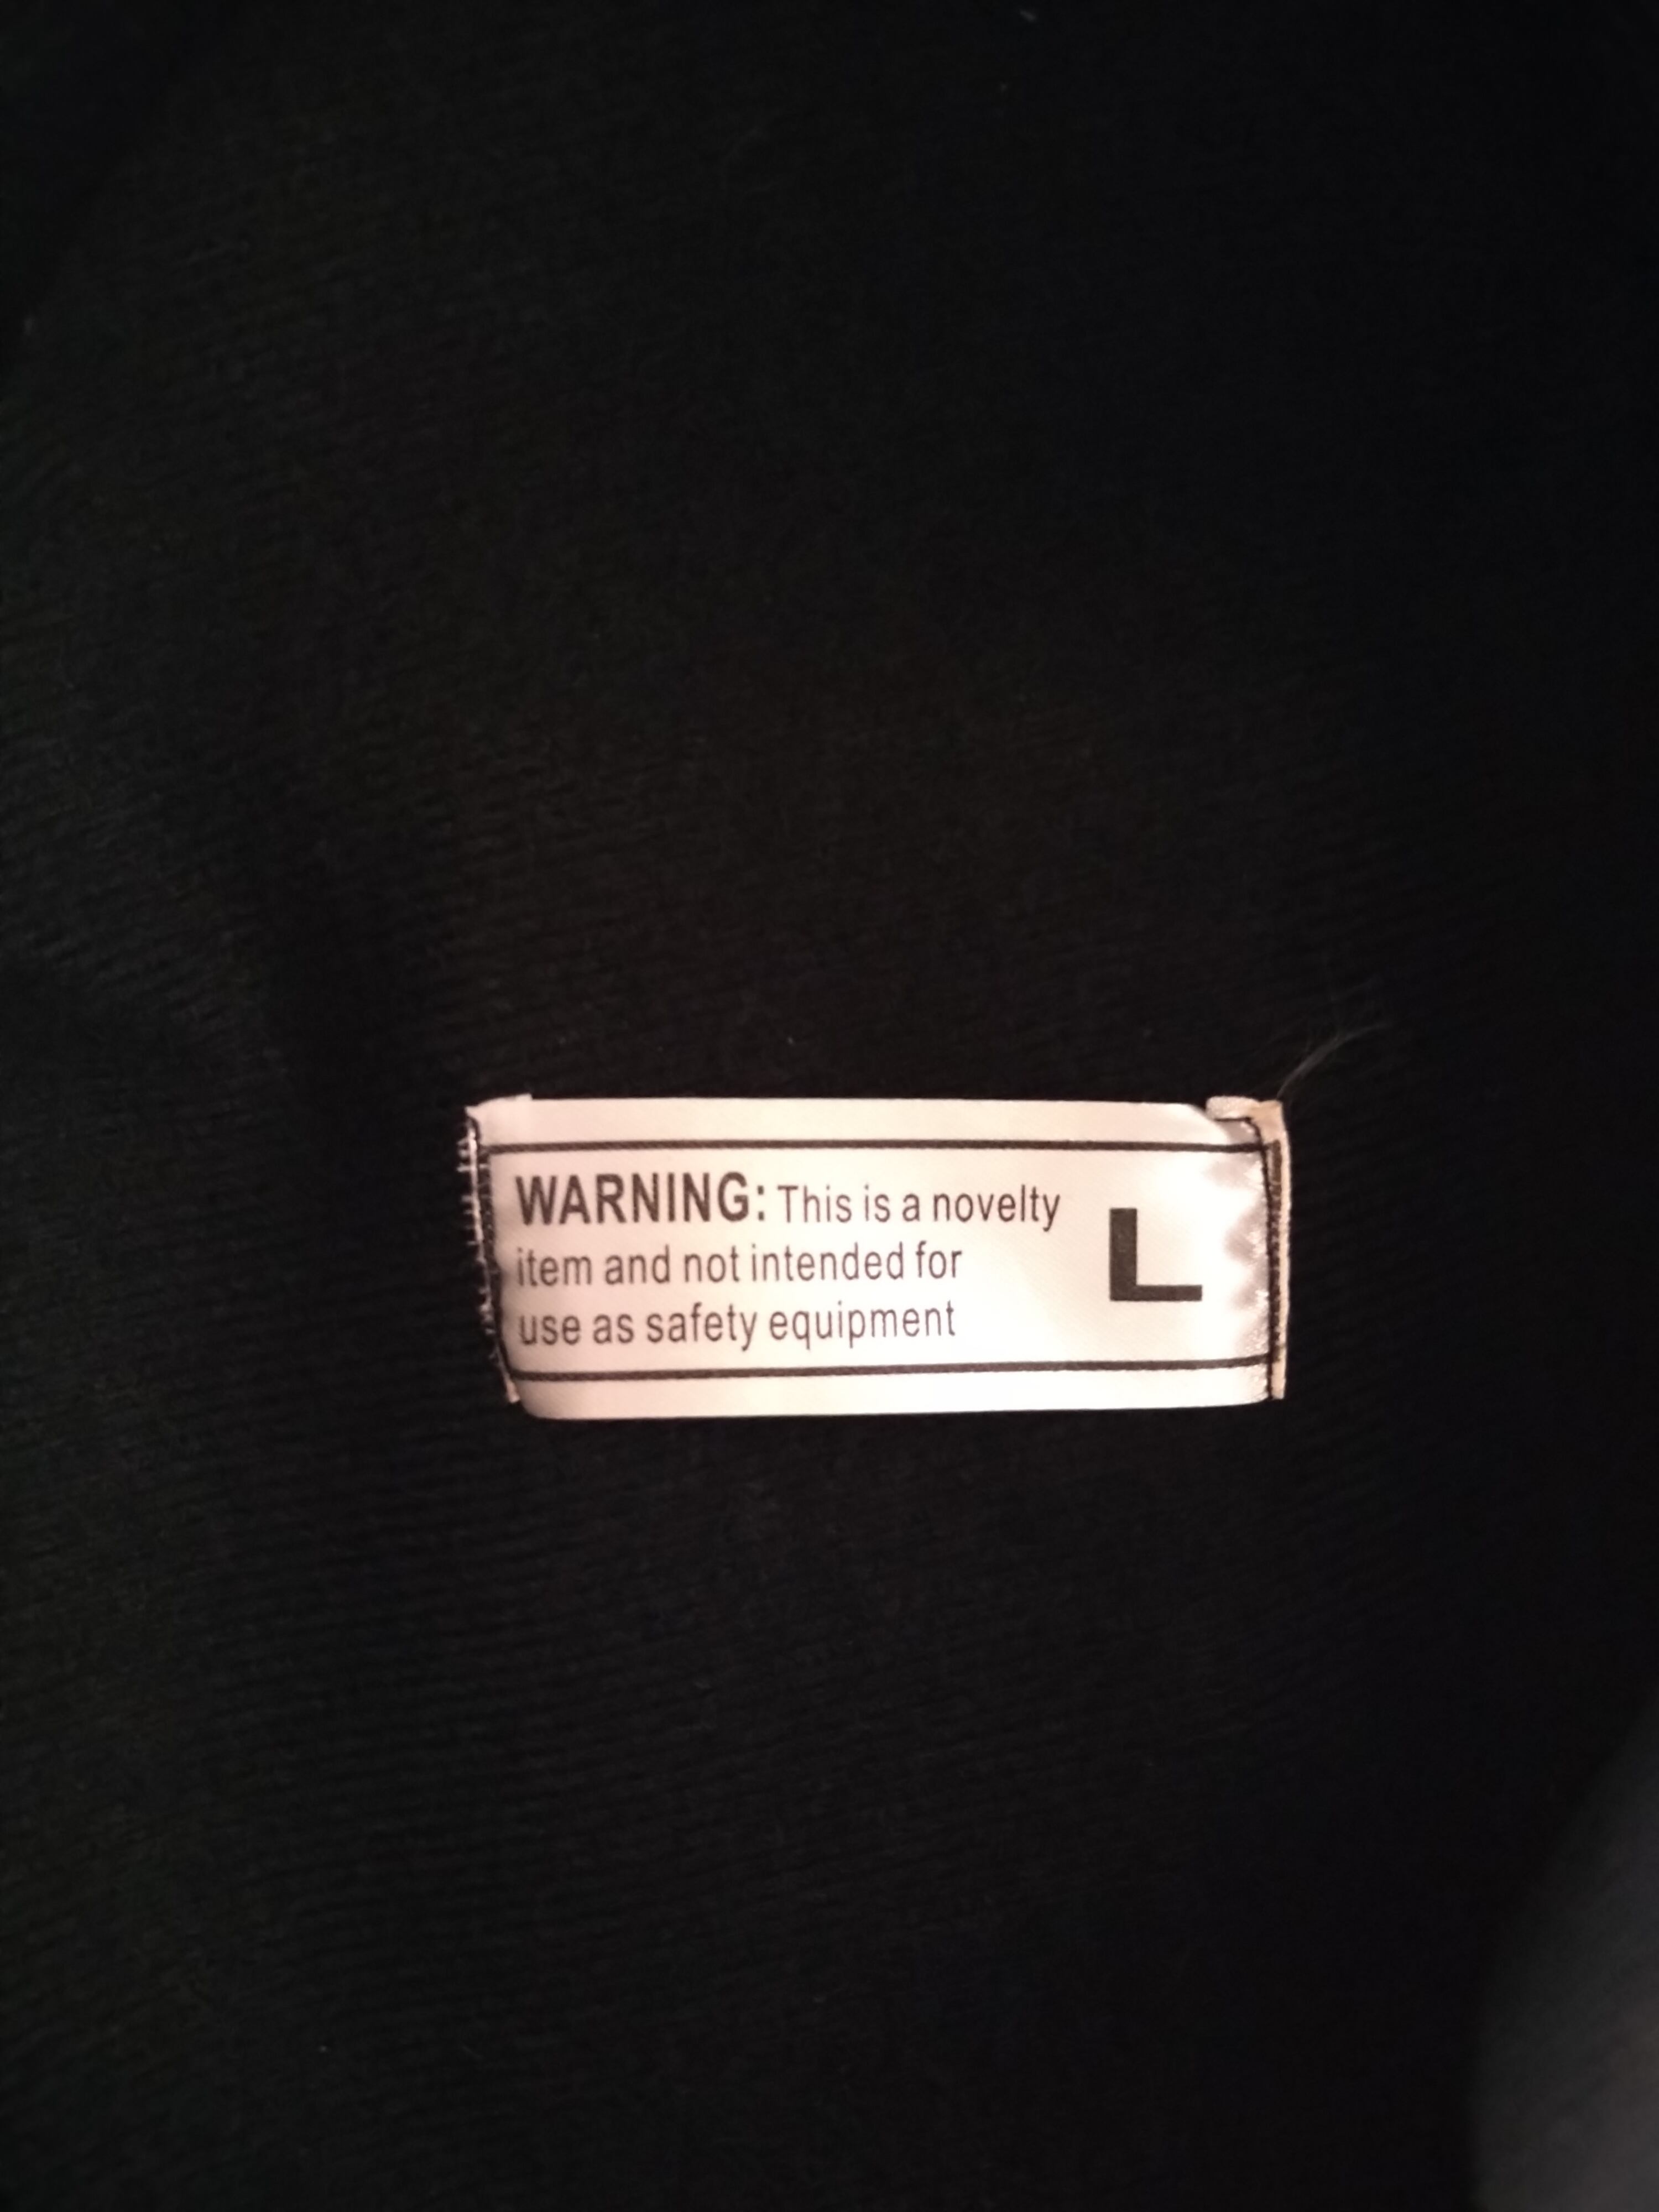 WARNING: This is a novelty
item and not intended for
use as safety equipment
L